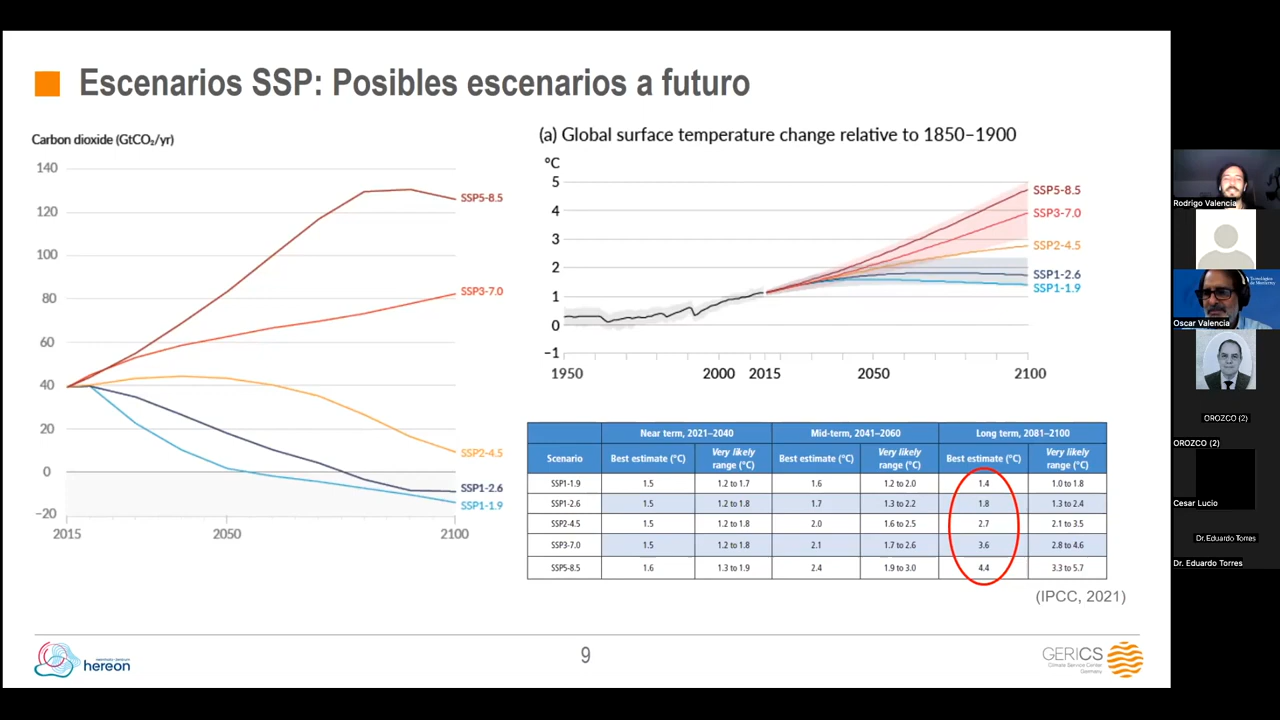 Escenarios SSP: Posibles escenarios a futuro
Carbon dioxide (GtCO₂/yr)
140
120
100
80
60
40
20
0
−20
2015
2050
2100
SSP5-8.5
SSP3-7.0
SSP2-4.5
SSP1-2.6
SSP1-1.9
(a) Global surface temperature change relative to 1850–1900
°C
5
4
3
2
1
0
−1
1950
2000
2015
2050
2100
SSP5-8.5
SSP3-7.0
SSP2-4.5
SSP1-2.6
SSP1-1.9
Near term, 2021–2040 Mid-term, 2041–2060 Long term, 2081–2100
Scenario Best estimate (°C) Very likely range (°C) Best estimate (°C) Very likely range (°C) Best estimate (°C) Very likely range (°C)
SSP1-1.9 1.5 1.2 to 1.7 1.6 1.2 to 2.0 1.4 1.0 to 1.8
SSP1-2.6 1.5 1.2 to 1.8 1.7 1.3 to 2.2 1.8 1.3 to 2.4
SSP2-4.5 1.5 1.2 to 1.8 2.0 1.6 to 2.5 2.7 2.1 to 3.5
SSP3-7.0 1.5 1.2 to 1.8 2.1 1.7 to 2.6 3.6 2.8 to 4.6
SSP5-8.5 1.6 1.3 to 1.9 2.4 1.9 to 3.0 4.4 3.3 to 5.7
(IPCC, 2021)
hereon
9
GERICS
Climate Service Center
Germany
Rodrigo Valencia
Tecnológico
de Monterrey
Oscar Valencia
OROZCO (2)
OROZCO (2)
Cesar Lucio
Dr. Eduardo Torres
Dr. Eduardo Torres